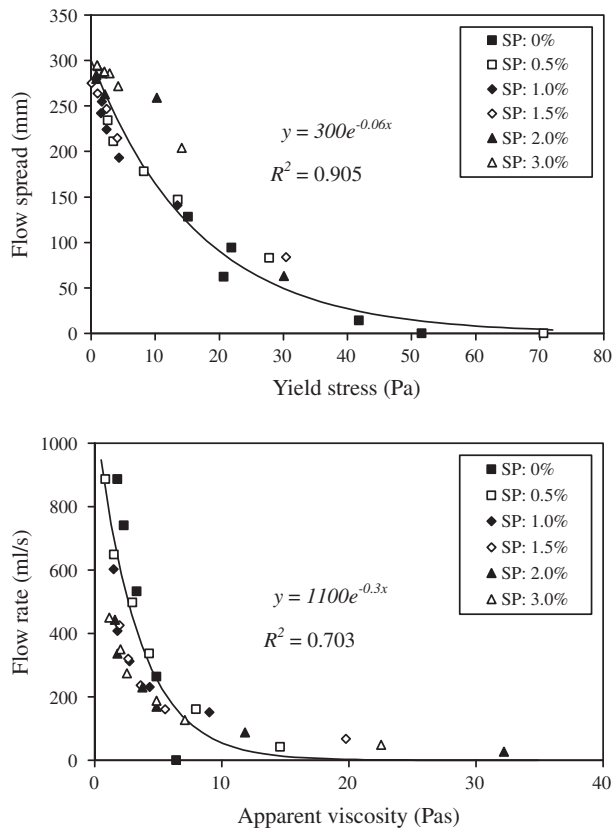 350
300
250
200
150
100
50
0
Flow spread (mm)
SP: 0%
SP: 0.5%
SP: 1.0%
SP: 1.5%
SP: 2.0%
SP: 3.0%
y = 300e^{-0.06x}
R² = 0.905
0 10 20 30 40 50 60 70 80
Yield stress (Pa)
1000
800
600
400
200
0
Flow rate (ml/s)
SP: 0%
SP: 0.5%
SP: 1.0%
SP: 1.5%
SP: 2.0%
SP: 3.0%
y = 1100e^{-0.3x}
R² = 0.703
0 10 20 30 40
Apparent viscosity (Pas)